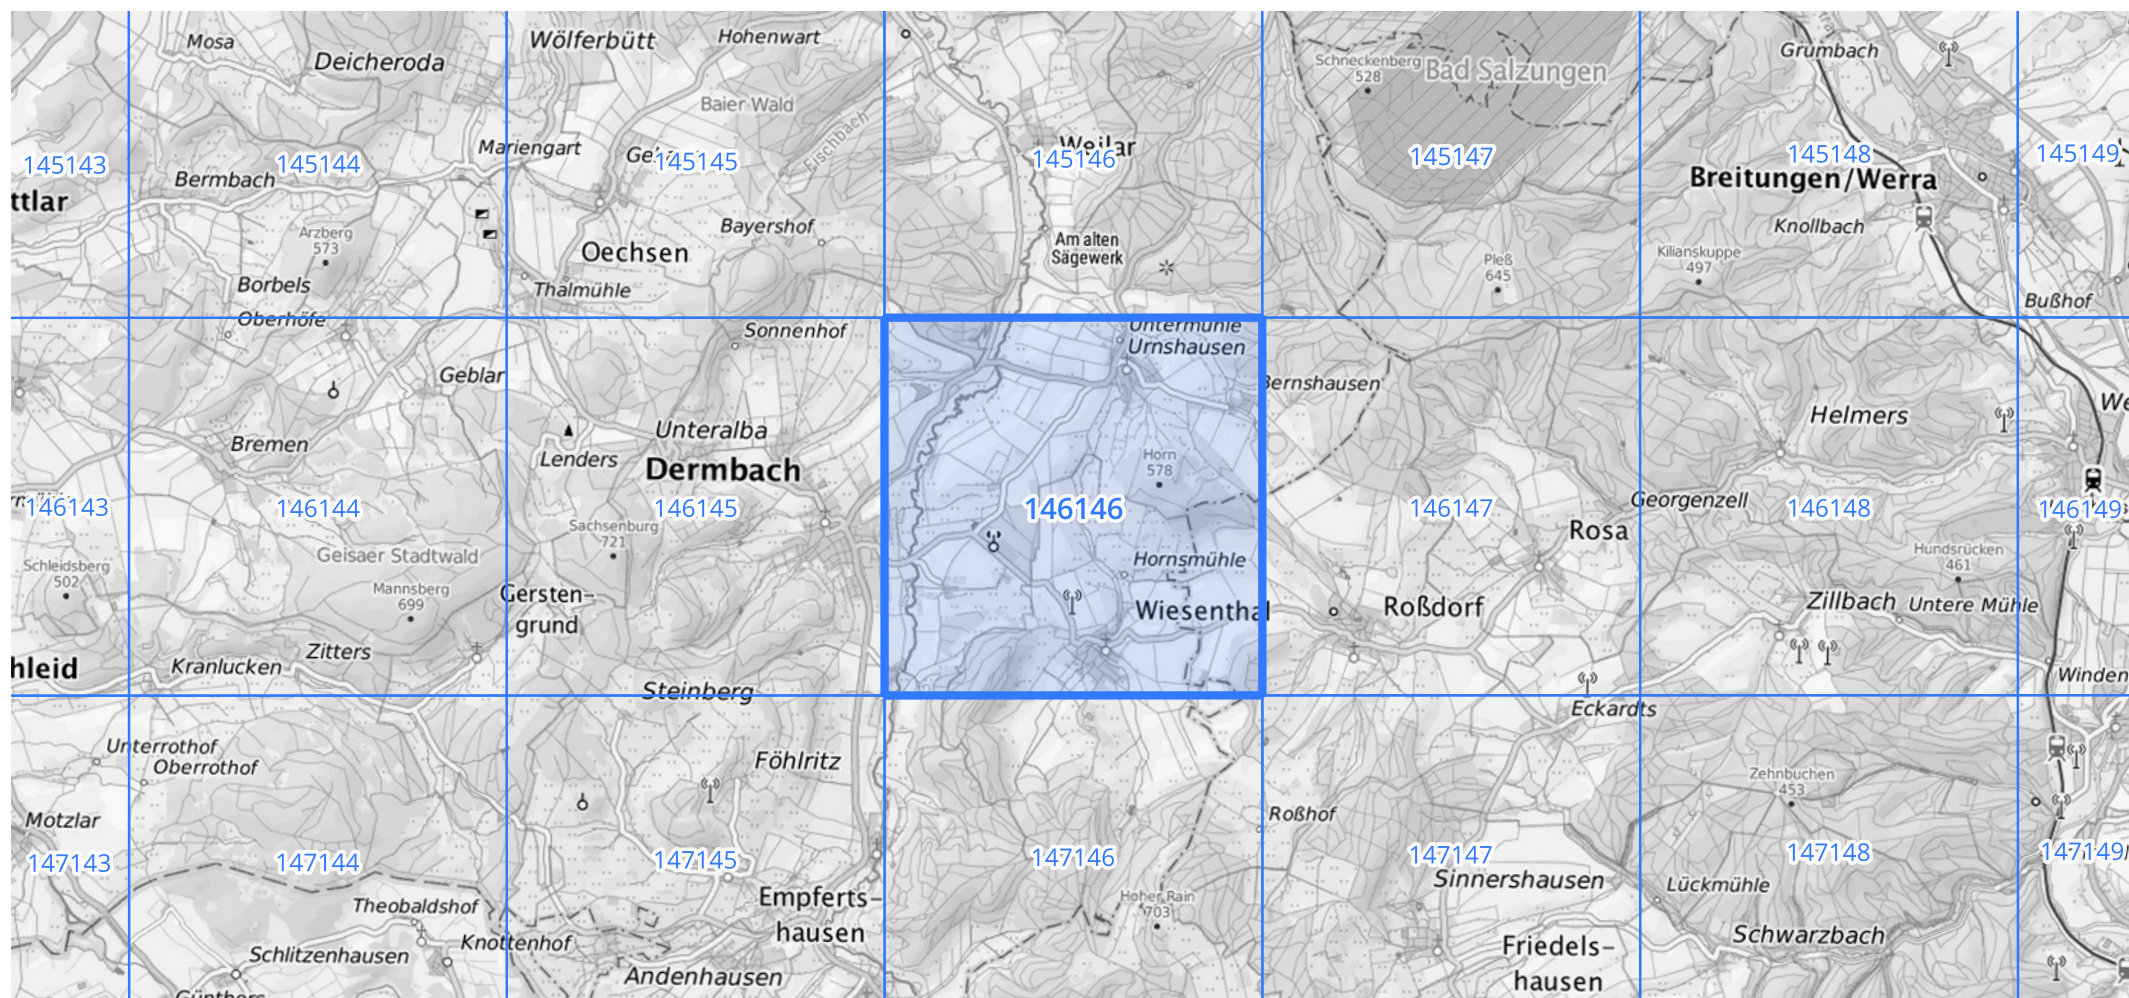 Mosa
Deicheroda
Wölferbütt
Hohenwart
Baier Wald
Fischbach
Mariengart
Bermbach
ttlar
Arzberg
573
Borbels
Oberhöfe
Oechsen
Bayershof
Thalmühle
145143
145144
145145
Weilar
145146
Am alten
Sägewerk
Schneckenberg
528
Bad Salzungen
145147
Pleß
645
Grumbach
145148
145149
Breitungen/Werra
Knollbach
Kilianskuppe
497
Bußhof
Sonnenhof
Geblar
Bremen
Unteralba
Lenders
Dermbach
146143
146144
146145
Sachsenburg
721
Geisaer Stadtwald
Schleidsberg
502
Mannsberg
699
Gersten-
grund
hleid
Kranlucken
Zitters
Steinberg
Untermühle
Urnshausen
Horn
578
146146
Hornsmühle
Wiesenthal
Bernshausen
146147
Rosa
Roßdorf
Georgenzell
Helmers
146148
146149
Hundsrücken
461
Zillbach
Untere Mühle
We
Winden
Eckardts
Unterrothof
Oberrothof
Motzlar
147143
147144
147145
Föhlritz
Empferts-
hausen
Theobaldshof
Schlitzenhausen
Knottenhof
Andenhausen
Günthers
147146
Hoher Rain
703
Roßhof
147147
Sinnershausen
Friedels-
hausen
Zehnbuchen
453
147148
147149
Lückmühle
Schwarzbach